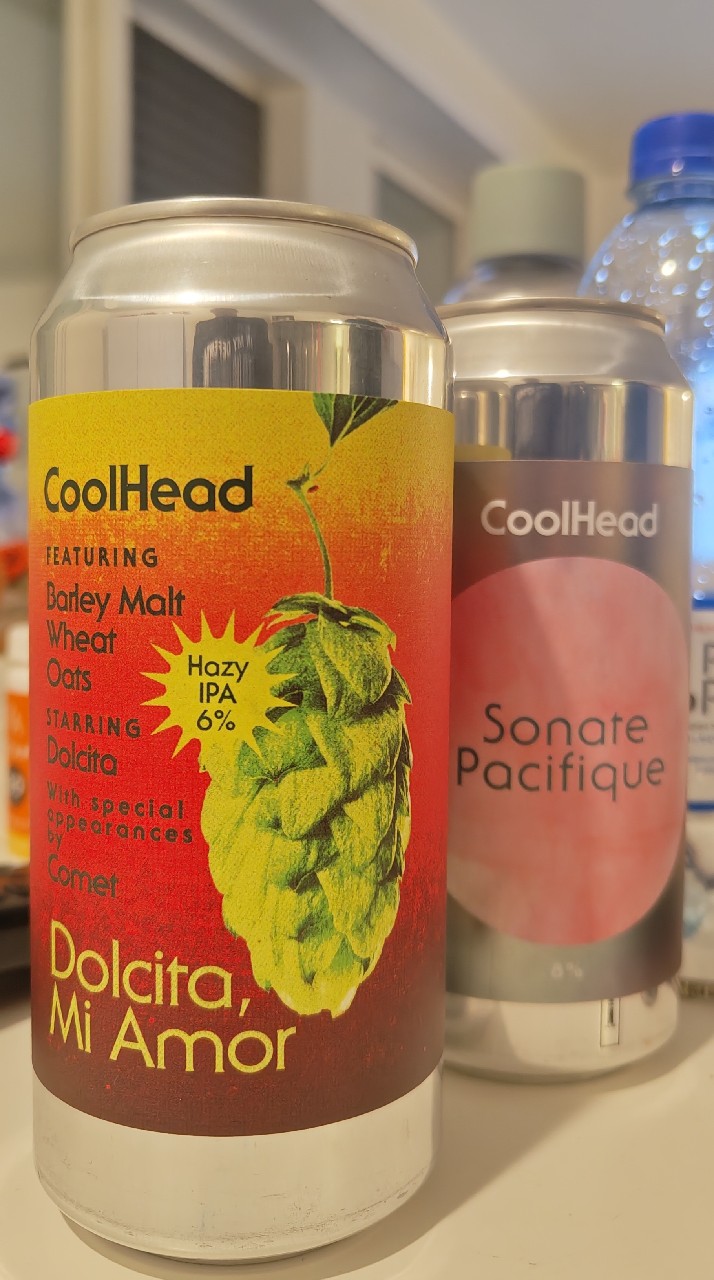 CoolHead
FEATURING
Barley Malt
Wheat
Oats
STARRING
Dolcita
With special
appearances
by
Comet
Hazy
IPA
6%
Dolcita,
Mi Amor
CoolHead
Sonate
Pacifique